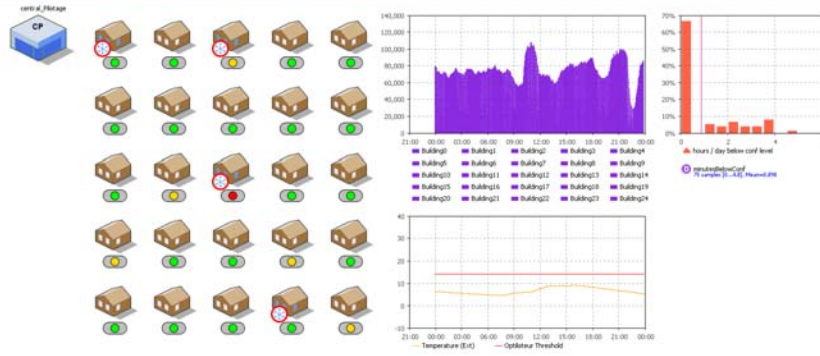 central_Pilotage
CP
140,000
120,000
100,000
80,000
60,000
40,000
20,000
0
21:00 00:00 03:00 06:00 09:00 12:00 15:00 18:00 21:00 00:00
Building0 Building1 Building2 Building3 Building4
Building5 Building6 Building7 Building8 Building9
Building10 Building11 Building12 Building13 Building14
Building15 Building16 Building17 Building18 Building19
Building20 Building21 Building22 Building23 Building24
70%
60%
50%
40%
30%
20%
10%
0%
0 2 4
hours / day below conf level
minutesBelowConf
40
30
20
10
0
-10
21:00 00:00 03:00 06:00 09:00 12:00 15:00 18:00 21:00 00:00
Temperature (Ext) Optiloteur Threshold